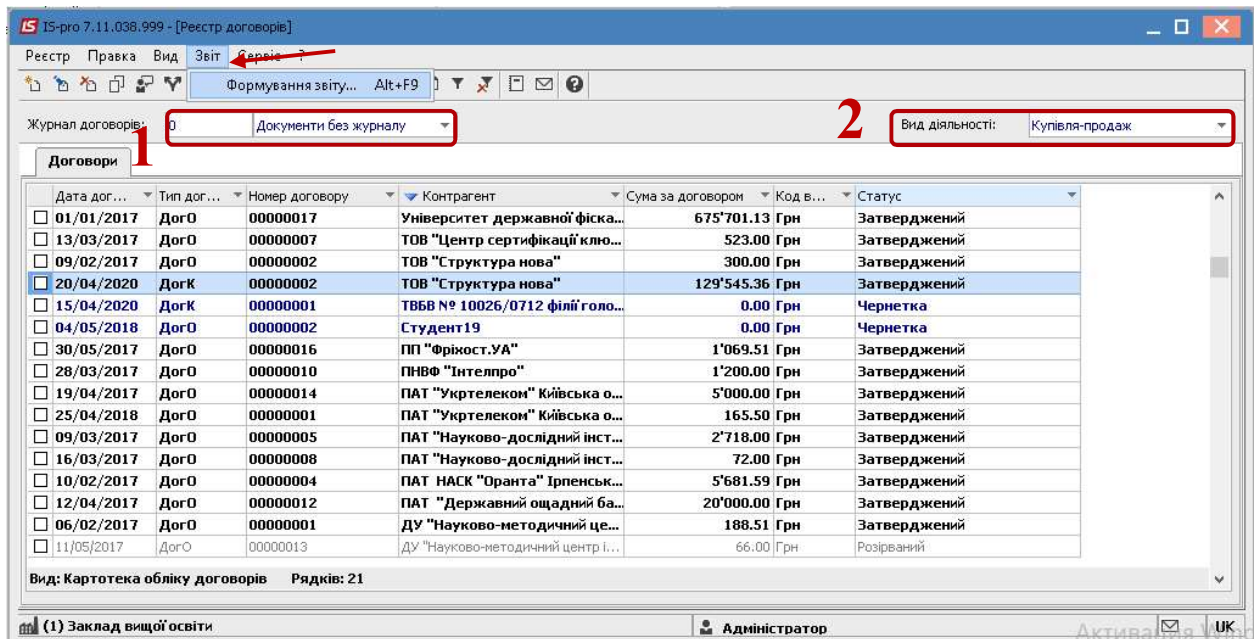 IS-pro 7.11.038.999 - [Реєстр договорів]
Реєстр Правка Вид Звіт Сервіс ?
Формування звіту... Alt+F9
Журнал договорів: 0 Документи без журналу 2 Вид діяльності: Купівля-продаж
1
Договори
Дата дог... Тип дог... Номер договору Контрагент Сума за договором Код в... Статус
01/01/2017 ДогО 00000017 Університет державної фіска... 675'701.13 Грн Затверджений
13/03/2017 ДогО 00000007 ТОВ "Центр сертифікації клю... 523.00 Грн Затверджений
09/02/2017 ДогО 00000002 ТОВ "Структура нова" 300.00 Грн Затверджений
20/04/2020 ДогК 00000002 ТОВ "Структура нова" 129'545.36 Грн Затверджений
15/04/2020 ДогК 00000001 ТВБВ № 10026/0712 філії голо... 0.00 Грн Чернетка
04/05/2018 ДогО 00000002 Студент19 0.00 Грн Чернетка
30/05/2017 ДогО 00000016 ПП "Фріхост.УА" 1'069.51 Грн Затверджений
28/03/2017 ДогО 00000010 ПНВФ "Інтелпро" 1'200.00 Грн Затверджений
19/04/2017 ДогО 00000014 ПАТ "Укртелеком" Київська о... 5'000.00 Грн Затверджений
25/04/2018 ДогО 00000001 ПАТ "Укртелеком" Київська о... 165.50 Грн Затверджений
09/03/2017 ДогО 00000005 ПАТ "Науково-дослідний інст... 2'718.00 Грн Затверджений
16/03/2017 ДогО 00000008 ПАТ "Науково-дослідний інст... 72.00 Грн Затверджений
10/02/2017 ДогО 00000004 ПАТ НАСК "Оранта" Ірпенськ... 5'681.59 Грн Затверджений
12/04/2017 ДогО 00000012 ПАТ "Державний ощадний ба... 20'000.00 Грн Затверджений
06/02/2017 ДогО 00000001 ДУ "Науково-методичний це... 188.51 Грн Затверджений
11/05/2017 ДогО 00000013 ДУ "Науково-методичний центр і... 66.00 Грн Розірваний
Вид: Картотека обліку договорів Рядків: 21
(1) Заклад вищої освіти Адміністратор UK